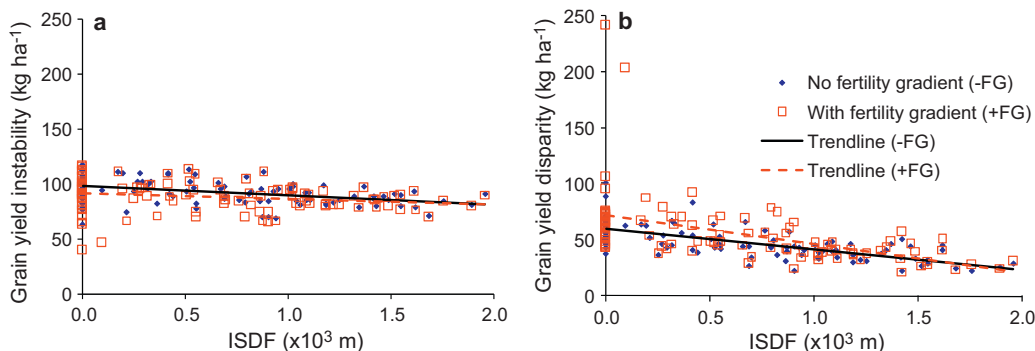 a
Grain yield instability (kg ha-1)
250
200
150
100
50
0
0.0 0.5 1.0 1.5 2.0
ISDF (x10³ m)
b
Grain yield disparity (kg ha-1)
250
200
150
100
50
0
No fertility gradient (-FG)
With fertility gradient (+FG)
Trendline (-FG)
Trendline (+FG)
0.0 0.5 1.0 1.5 2.0
ISDF (x10³ m)